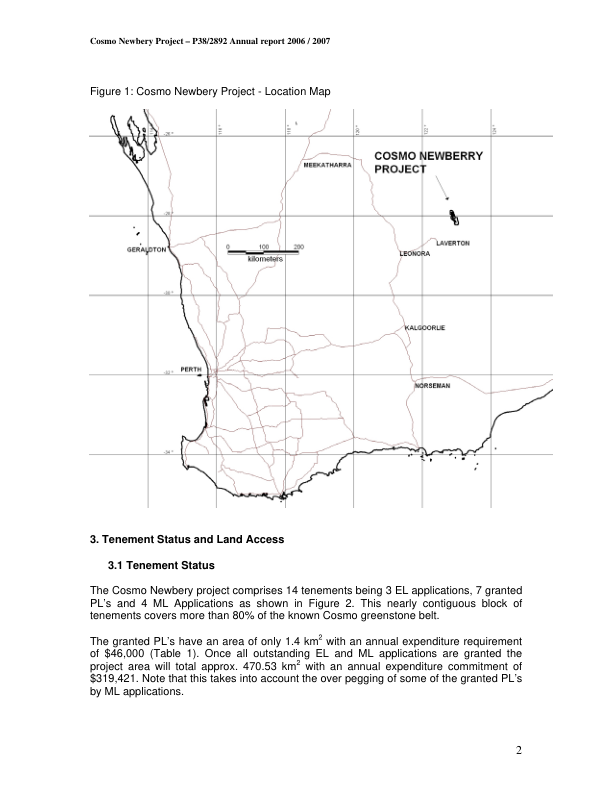 Cosmo Newbery Project – P38/2892 Annual report 2006 / 2007
Figure 1: Cosmo Newbery Project - Location Map
COSMO NEWBERRY
PROJECT
MEEKATHARRA
GERALDTON
0 100 200
kilometers
LAVERTON
LEONORA
KALGOORLIE
PERTH
NORSEMAN
3. Tenement Status and Land Access
3.1 Tenement Status
The Cosmo Newbery project comprises 14 tenements being 3 EL applications, 7 granted
PL's and 4 ML Applications as shown in Figure 2. This nearly contiguous block of
tenements covers more than 80% of the known Cosmo greenstone belt.
The granted PL's have an area of only 1.4 km² with an annual expenditure requirement
of $46,000 (Table 1). Once all outstanding EL and ML applications are granted the
project area will total approx. 470.53 km² with an annual expenditure commitment of
$319,421. Note that this takes into account the over pegging of some of the granted PL's
by ML applications.
2